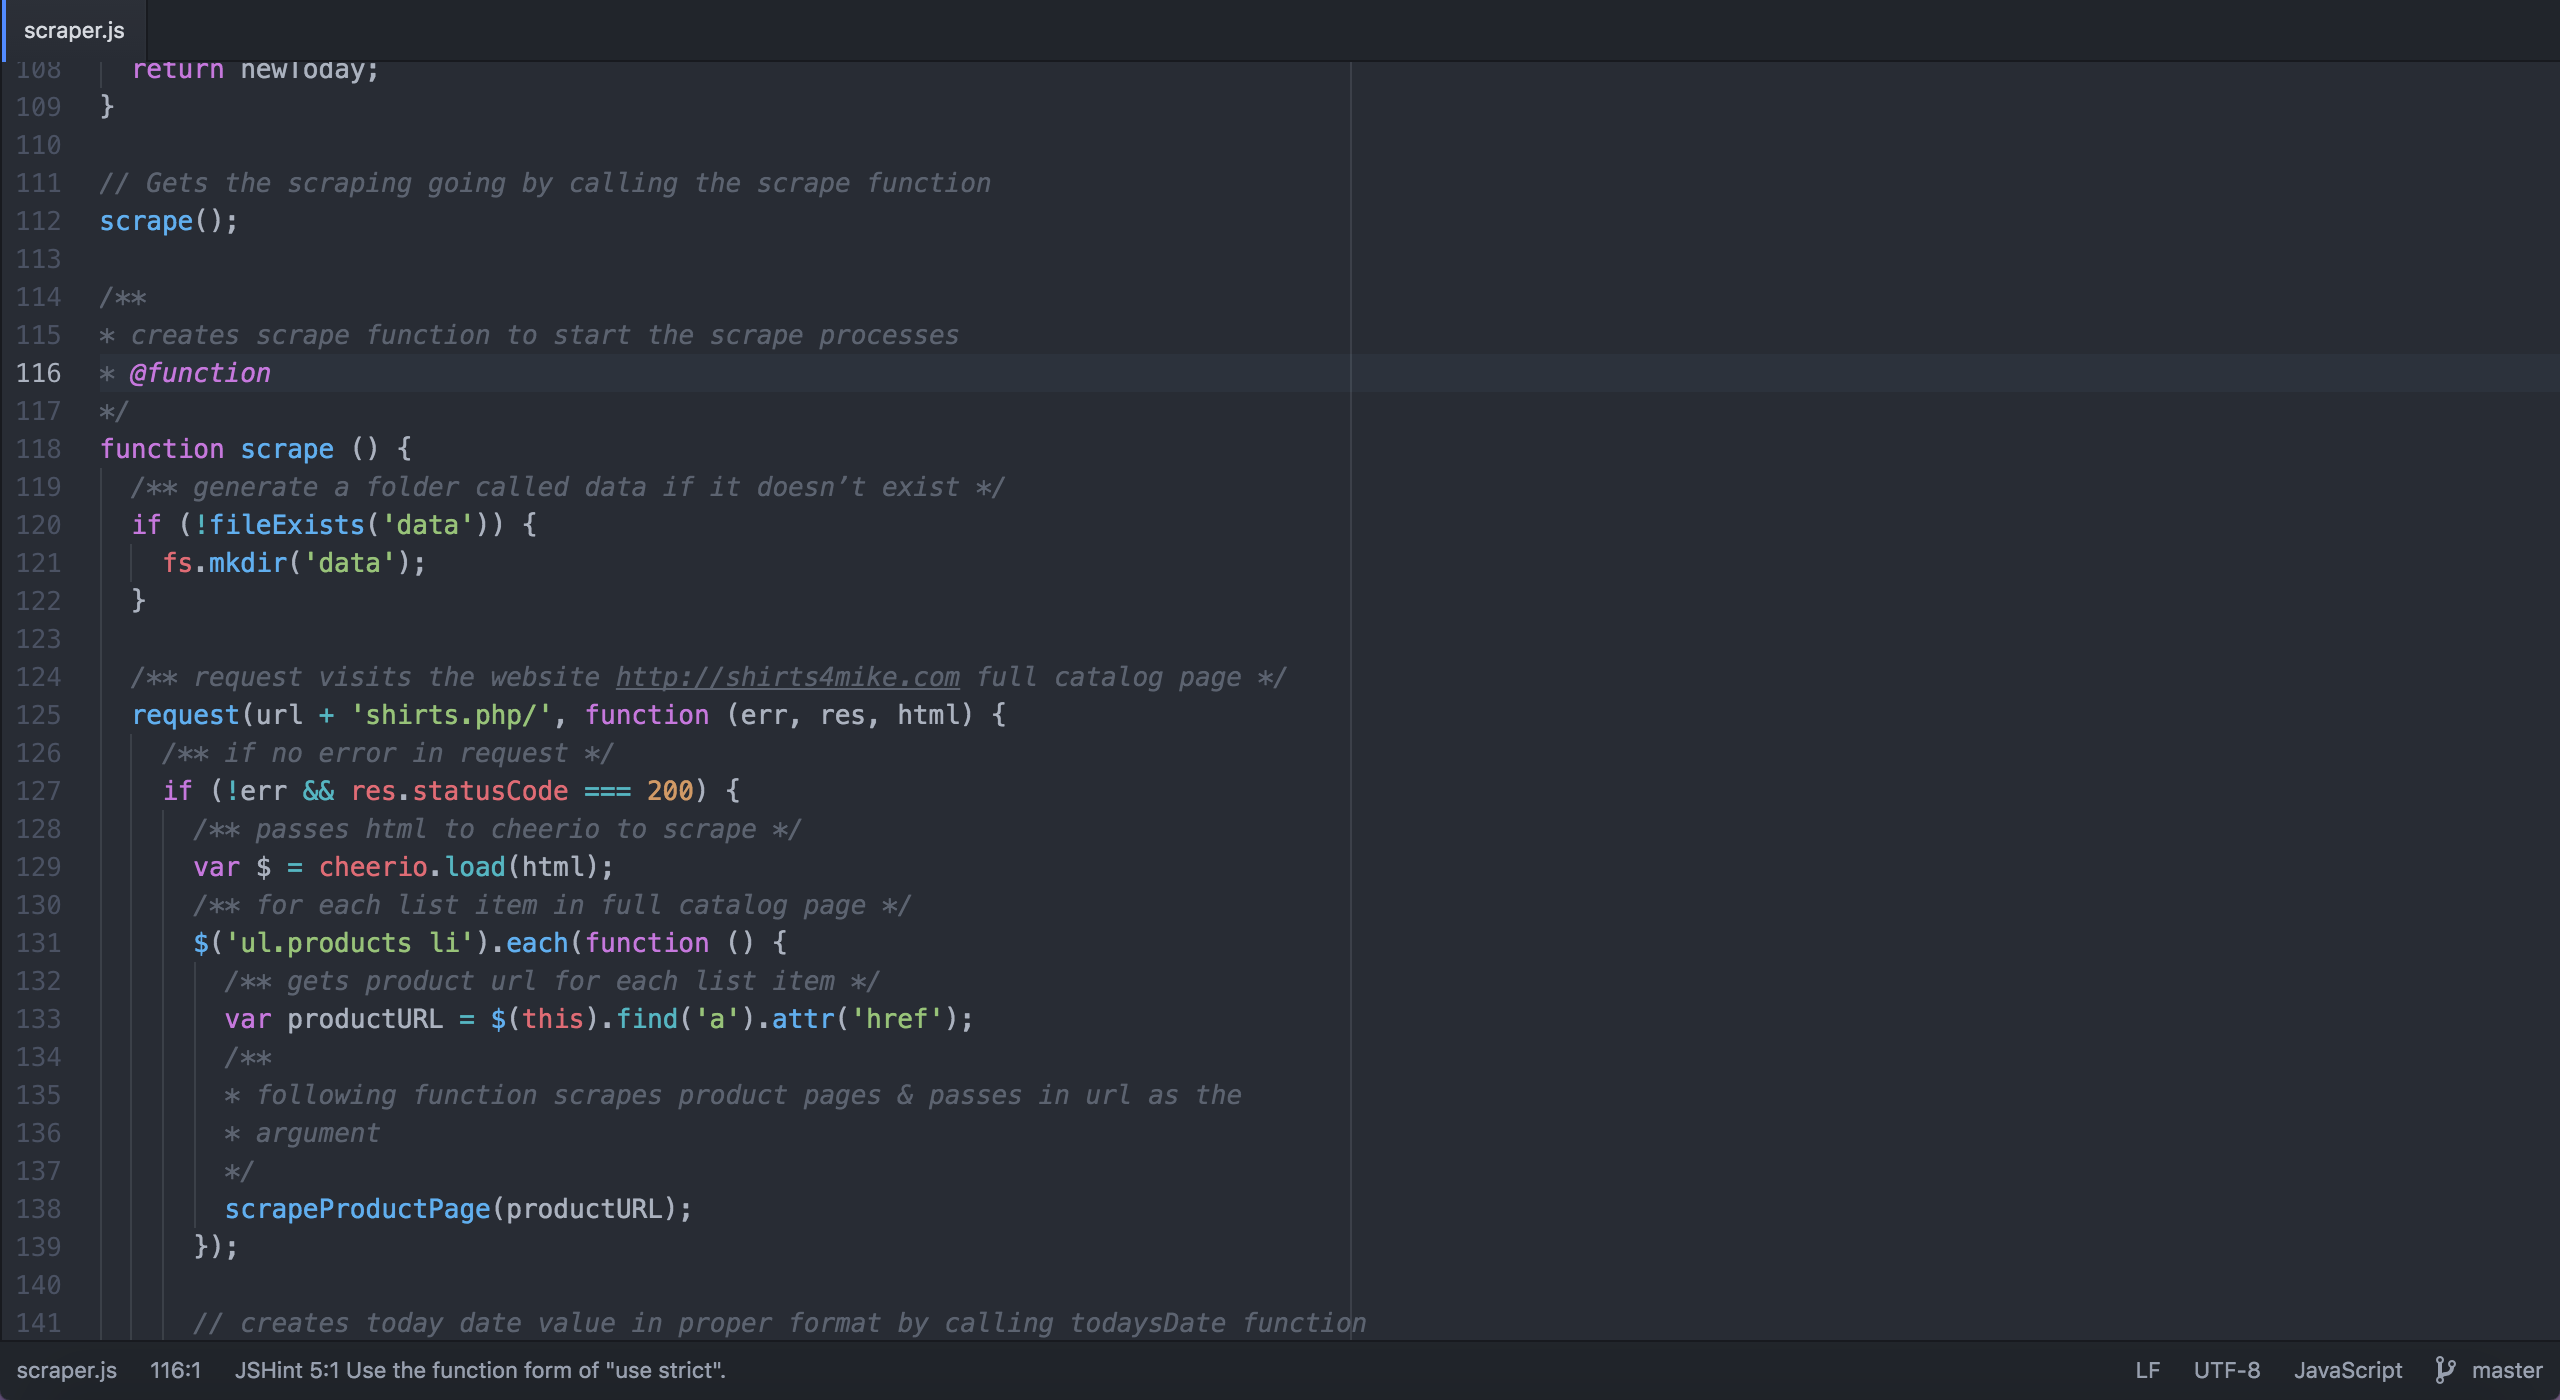 scraper.js
108 return newToday;
109 }
110
111 // Gets the scraping going by calling the scrape function
112 scrape();
113
114 /**
115 * creates scrape function to start the scrape processes
116 * @function
117 */
118 function scrape () {
119 /** generate a folder called data if it doesn’t exist */
120 if (!fileExists('data')) {
121 fs.mkdir('data');
122 }
123
124 /** request visits the website http://shirts4mike.com full catalog page */
125 request(url + 'shirts.php/', function (err, res, html) {
126 /** if no error in request */
127 if (!err && res.statusCode === 200) {
128 /** passes html to cheerio to scrape */
129 var $ = cheerio.load(html);
130 /** for each list item in full catalog page */
131 $('ul.products li').each(function () {
132 /** gets product url for each list item */
133 var productURL = $(this).find('a').attr('href');
134 /**
135 * following function scrapes product pages & passes in url as the
136 * argument
137 */
138 scrapeProductPage(productURL);
139 });
140
141 // creates today date value in proper format by calling todaysDate function
scraper.js 116:1 JSHint 5:1 Use the function form of "use strict". LF UTF-8 JavaScript master